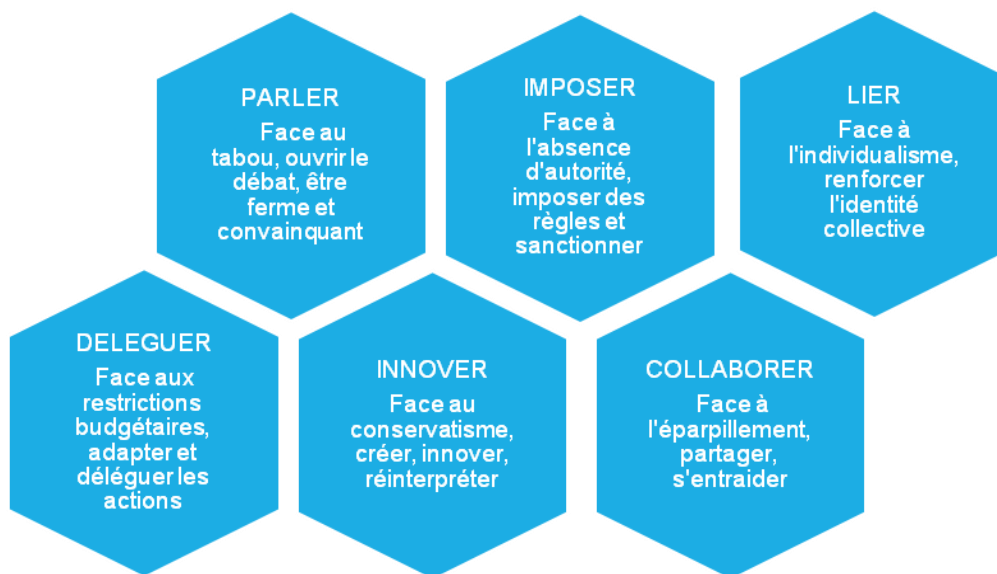 PARLER
Face au
tabou, ouvrir le
débat, être
ferme et
convainquant
IMPOSER
Face à
l'absence
d'autorité,
imposer des
règles et
sanctionner
LIER
Face à
l'individualisme,
renforcer
l'identité
collective
DELEGUER
Face aux
restrictions
budgétaires,
adapter et
déléguer les
actions
INNOVER
Face au
conservatisme,
créer, innover,
réinterpréter
COLLABORER
Face à
l'éparpillement,
partager,
s'entraider